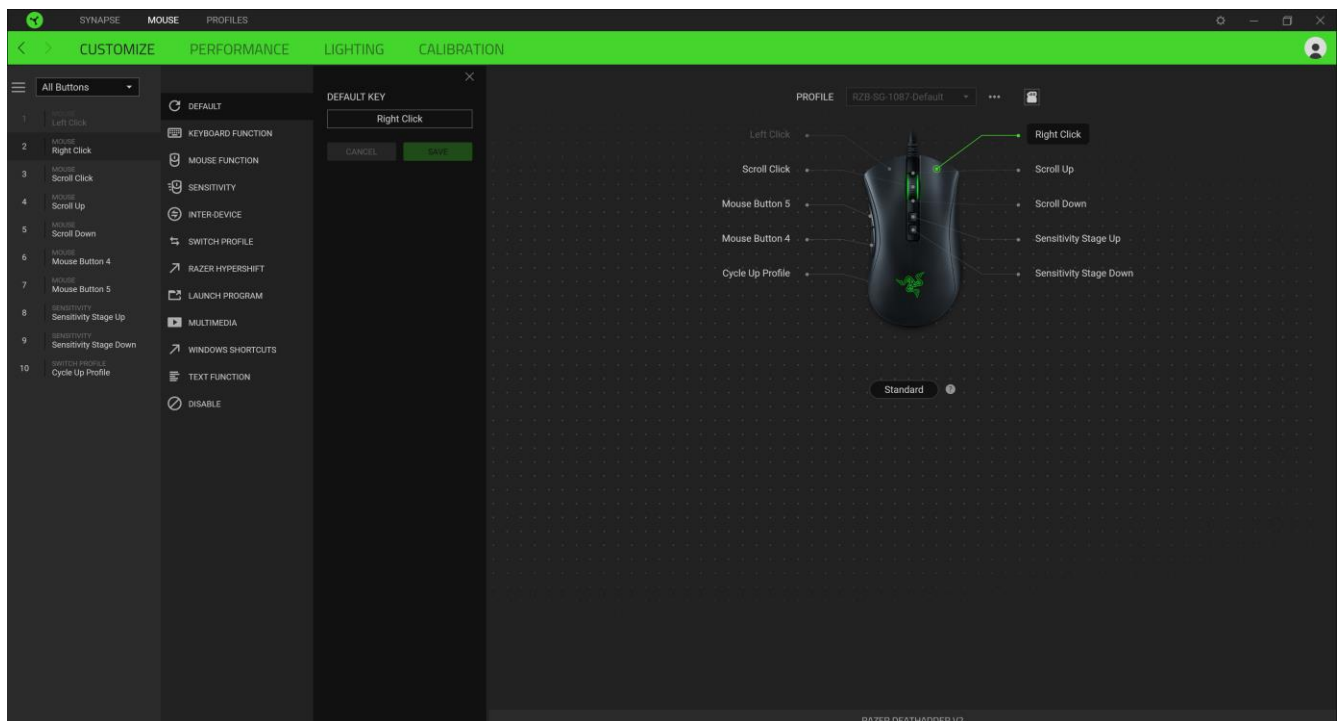 SYNAPSE MOUSE PROFILES
CUSTOMIZE PERFORMANCE LIGHTING CALIBRATION
All Buttons
1 MOUSE
Left Click
2 MOUSE
Right Click
3 MOUSE
Scroll Click
4 MOUSE
Scroll Up
5 MOUSE
Scroll Down
6 MOUSE
Mouse Button 4
7 MOUSE
Mouse Button 5
8 SENSITIVITY
Sensitivity Stage Up
9 SENSITIVITY
Sensitivity Stage Down
10 SWITCH PROFILE
Cycle Up Profile
DEFAULT
KEYBOARD FUNCTION
MOUSE FUNCTION
SENSITIVITY
INTER-DEVICE
SWITCH PROFILE
RAZER HYPERSHIFT
LAUNCH PROGRAM
MULTIMEDIA
WINDOWS SHORTCUTS
TEXT FUNCTION
DISABLE
DEFAULT KEY
Right Click
CANCEL SAVE
PROFILE RZB-SG-1087-Default
Left Click
Scroll Click
Mouse Button 5
Mouse Button 4
Cycle Up Profile
Right Click
Scroll Up
Scroll Down
Sensitivity Stage Up
Sensitivity Stage Down
Standard ?
RAZER DEATHADDER V2